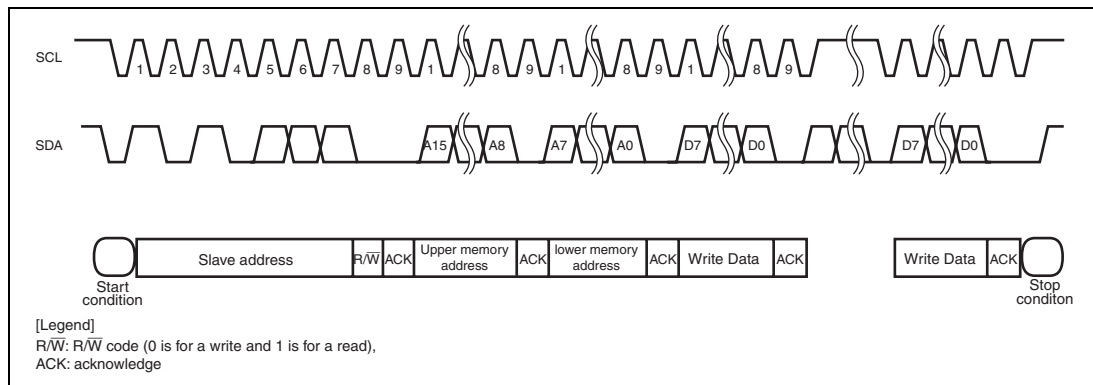 SCL
1 2 3 4 5 6 7 8 9 1 8 9 1 8 9 1 8 9
SDA
A15 A8 A7 A0 D7 D0 D7 D0
Slave address R/W̅ ACK Upper memory address ACK lower memory address ACK Write Data ACK Write Data ACK
Start condition
Stop conditon
[Legend]
R/W̅: R/W̅ code (0 is for a write and 1 is for a read),
ACK: acknowledge